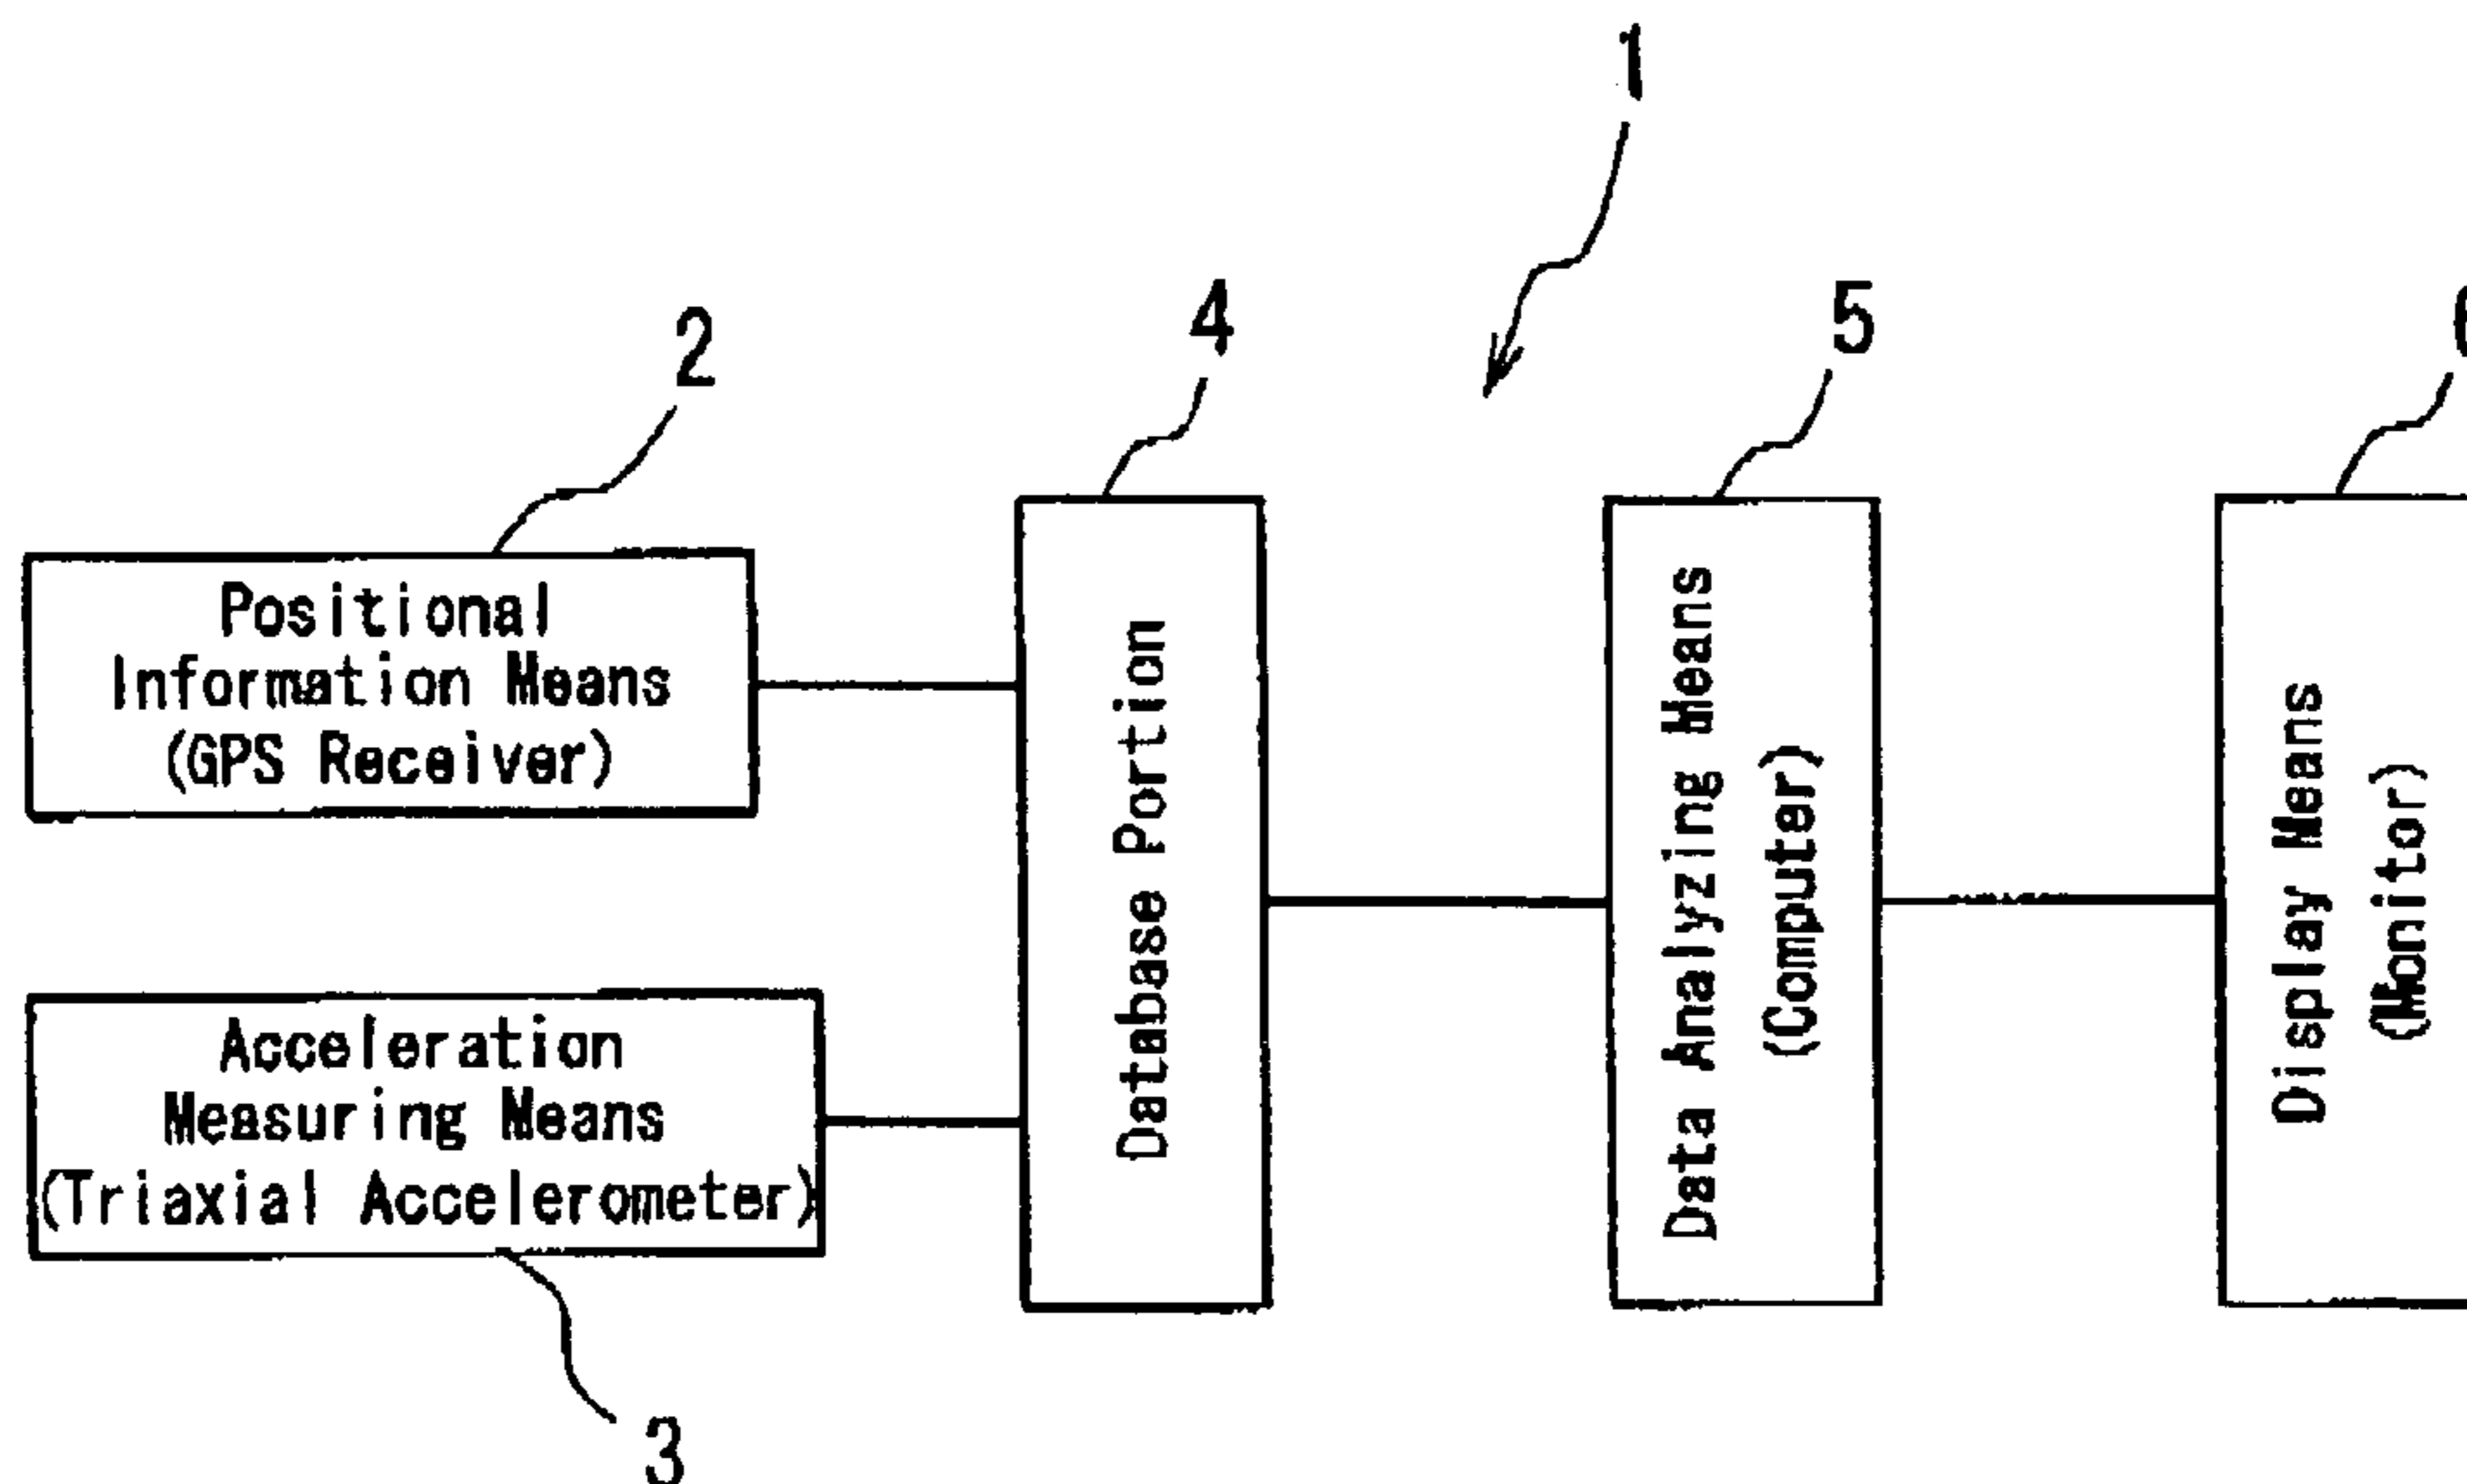 1
2
4
5
6
Positional
Information Means
(GPS Receiver)
Acceleration
Measuring Means
(Triaxial Accelerometer)
3
Database Portion
Data Analyzing Means
(Computer)
Display Means
(Monitor)